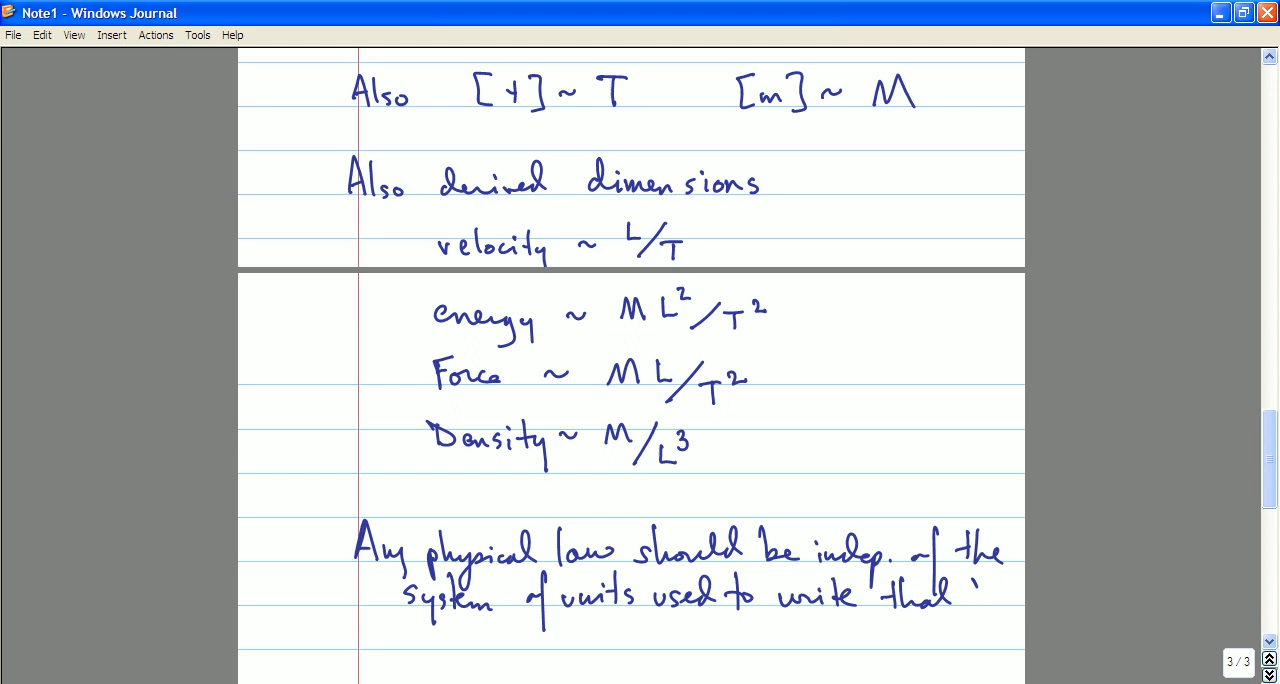 Note1 - Windows Journal
File Edit View Insert Actions Tools Help
Also [t] ~ T [m] ~ M
Also derived dimensions
velocity ~ L/T
energy ~ ML²/T²
Force ~ ML/T²
Density ~ M/L³
Any physical law should be indep. of the
system of units used to write that
3 / 3